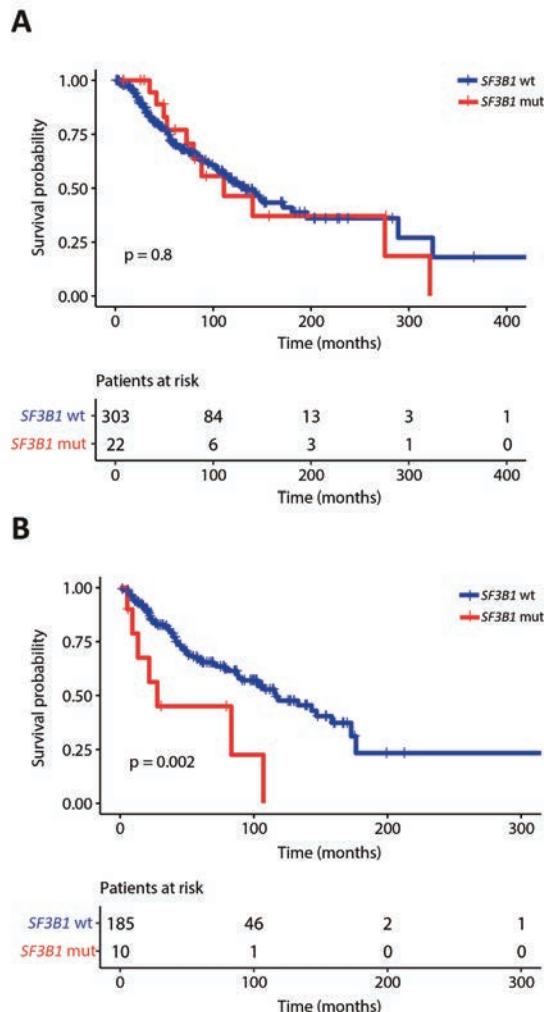 A
1.00
0.75
0.50
0.25
0.00
Survival probability
SF3B1 wt
SF3B1 mut
p = 0.8
0 100 200 300 400
Time (months)
Patients at risk
SF3B1 wt 303 84 13 3 1
SF3B1 mut 22 6 3 1 0
0 100 200 300 400
Time (months)
B
1.00
0.75
0.50
0.25
0.00
Survival probability
SF3B1 wt
SF3B1 mut
p = 0.002
0 100 200 300
Time (months)
Patients at risk
SF3B1 wt 185 46 2 1
SF3B1 mut 10 1 0 0
0 100 200 300
Time (months)